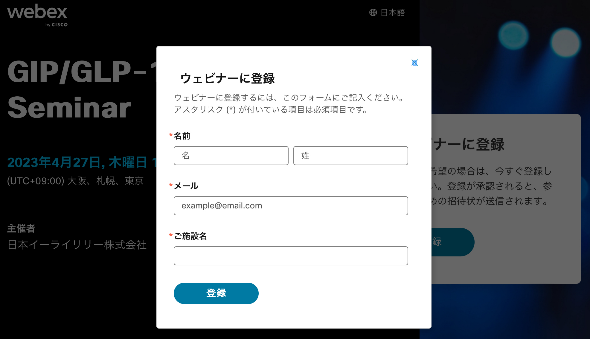 webex
by CISCO
日本語
GIP/GLP-1
Seminar
2023年4月27日, 木曜日 1
(UTC+09:00) 大阪、札幌、東京
主催者
日本イーライリリー株式会社
ウェビナーに登録
ウェビナーに登録するには、このフォームにご記入ください。
アスタリスク (*) が付いている項目は必須項目です。
*名前
名
姓
*メール
example@email.com
*ご施設名
登録
ナーに登録
希望の場合は、今すぐ登録し
い。登録が承認されると、参
めの招待状が送信されます。
録